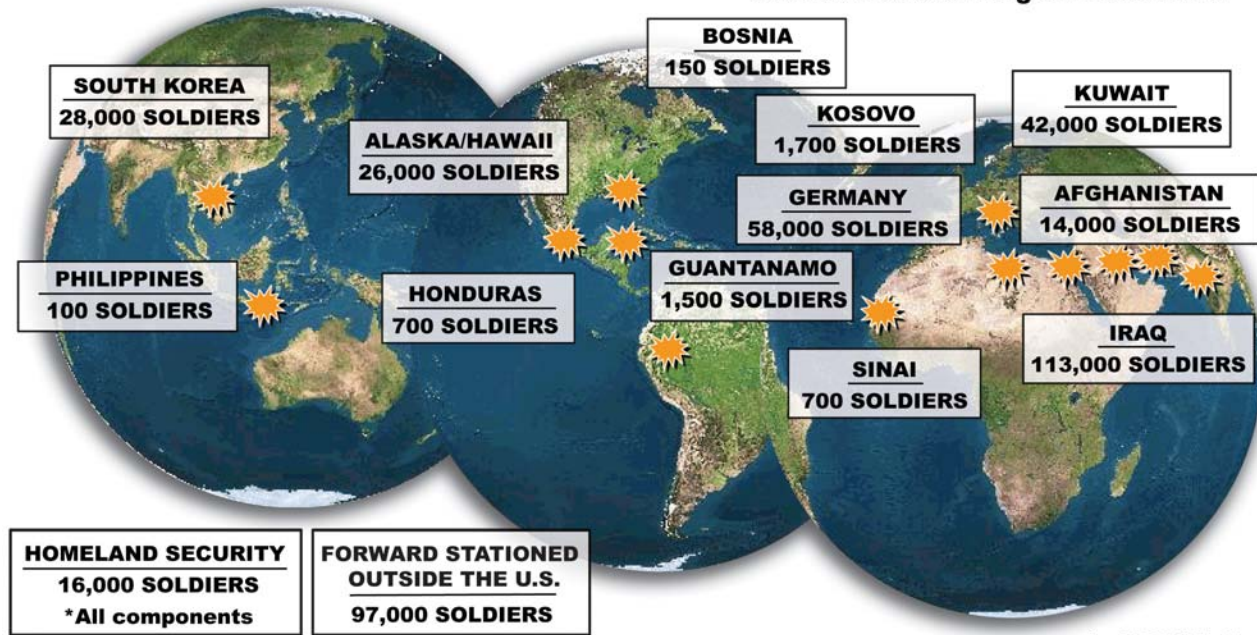 BOSNIA
150 SOLDIERS
SOUTH KOREA
28,000 SOLDIERS
KUWAIT
42,000 SOLDIERS
KOSOVO
1,700 SOLDIERS
ALASKA/HAWAII
26,000 SOLDIERS
GERMANY
58,000 SOLDIERS
AFGHANISTAN
14,000 SOLDIERS
PHILIPPINES
100 SOLDIERS
HONDURAS
700 SOLDIERS
GUANTANAMO
1,500 SOLDIERS
IRAQ
113,000 SOLDIERS
SINAI
700 SOLDIERS
HOMELAND SECURITY
16,000 SOLDIERS
*All components
FORWARD STATIONED
OUTSIDE THE U.S.
97,000 SOLDIERS